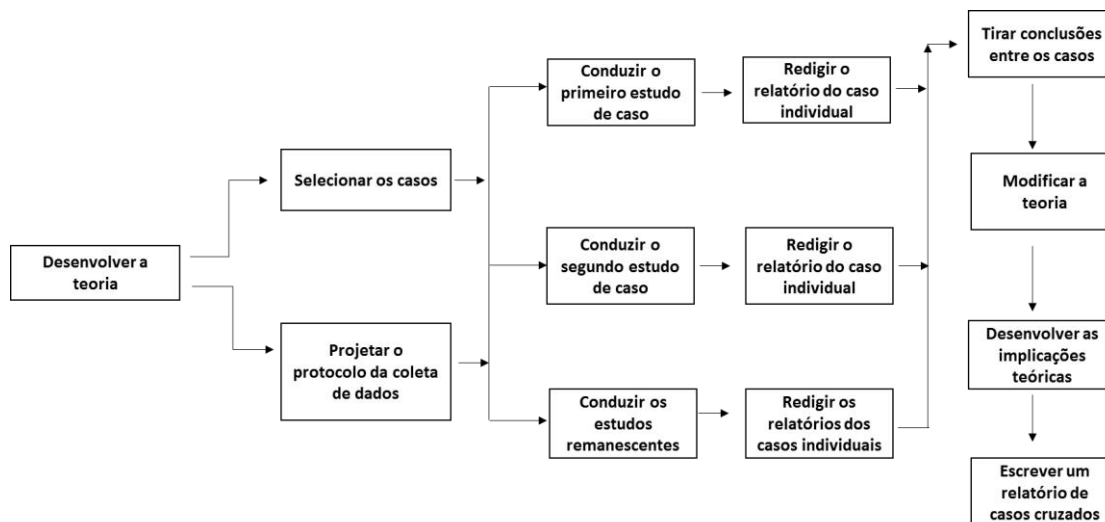 Desenvolver a
teoria
Selecionar os casos
Projetar o
protocolo da coleta
de dados
Conduzir o
primeiro estudo
de caso
Redigir o
relatório do caso
individual
Conduzir o
segundo estudo
de caso
Redigir o
relatório do caso
individual
Conduzir os
estudos
remanescentes
Redigir os
relatórios dos
casos individuais
Tirar conclusões
entre os casos
Modificar a
teoria
Desenvolver as
implicações
teóricas
Escrever um
relatório de
casos cruzados